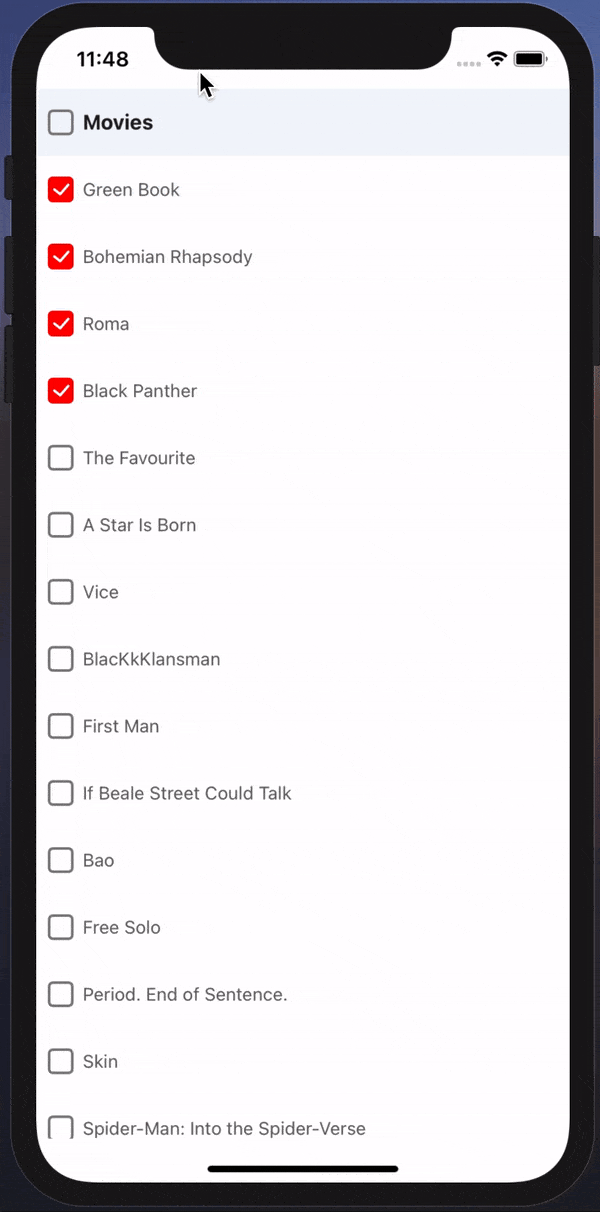 11:48
Movies
Green Book
Bohemian Rhapsody
Roma
Black Panther
The Favourite
A Star Is Born
Vice
BlacKkKlansman
First Man
If Beale Street Could Talk
Bao
Free Solo
Period. End of Sentence.
Skin
Spider-Man: Into the Spider-Verse